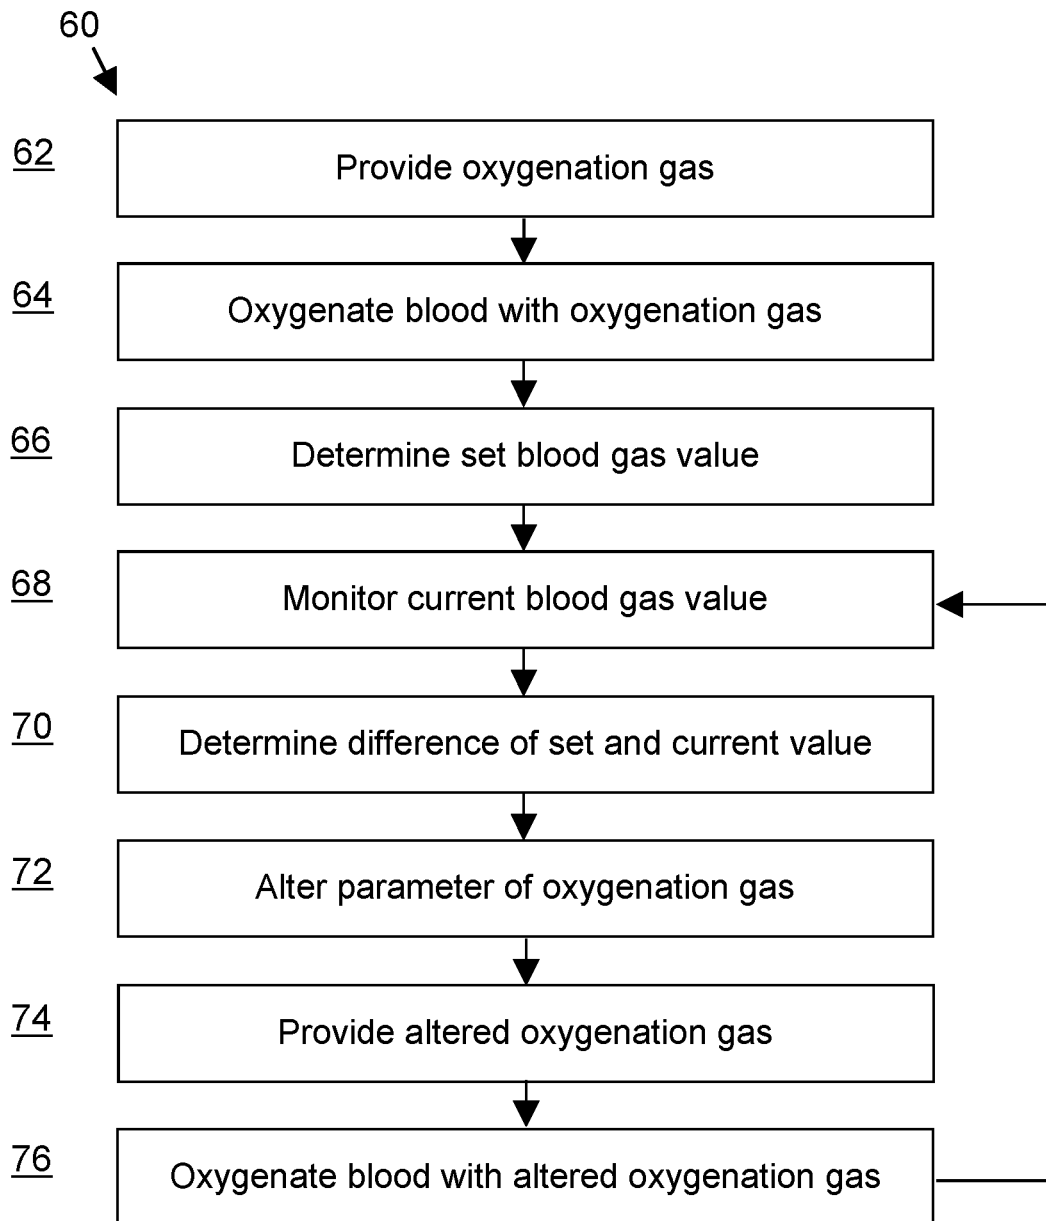 60
62
Provide oxygenation gas
64
Oxygenate blood with oxygenation gas
66
Determine set blood gas value
68
Monitor current blood gas value
70
Determine difference of set and current value
72
Alter parameter of oxygenation gas
74
Provide altered oxygenation gas
76
Oxygenate blood with altered oxygenation gas